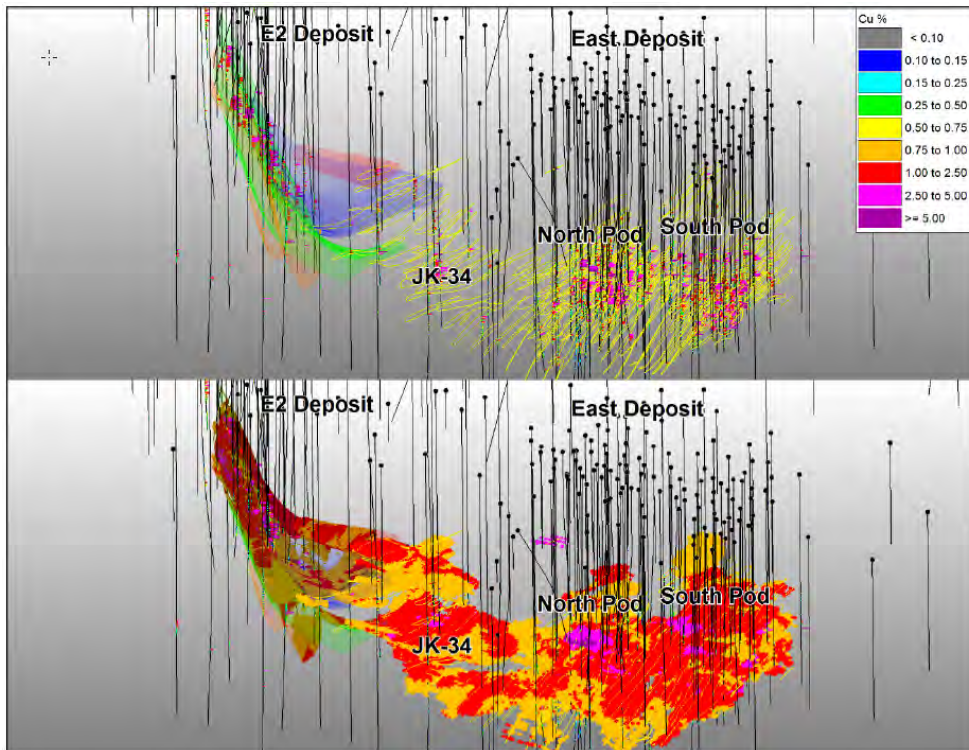 E2 Deposit
East Deposit
Cu %
< 0.10
0.10 to 0.15
0.15 to 0.25
0.25 to 0.50
0.50 to 0.75
0.75 to 1.00
1.00 to 2.50
2.50 to 5.00
>= 5.00
North Pod
South Pod
JK-34
E2 Deposit
East Deposit
North Pod
South Pod
JK-34